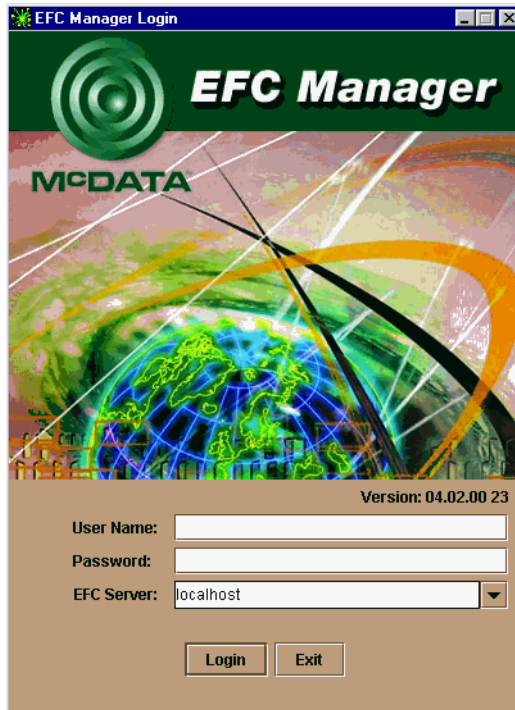 EFC Manager Login
EFC Manager
McDATA
Version: 04.02.00 23
User Name:
Password:
EFC Server: localhost
Login Exit